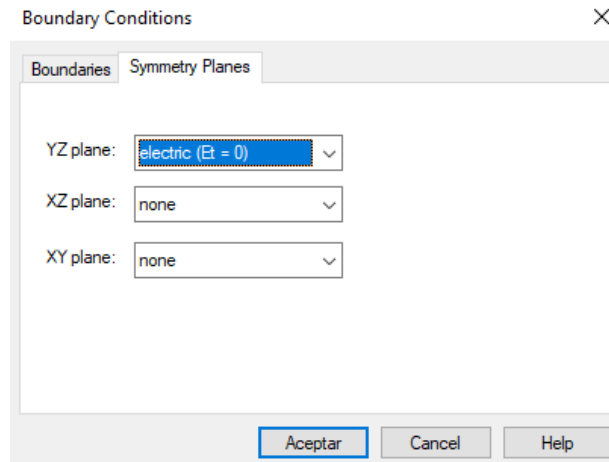 Boundary Conditions
Boundaries Symmetry Planes
YZ plane: electric (Et = 0)
XZ plane: none
XY plane: none
Aceptar Cancel Help